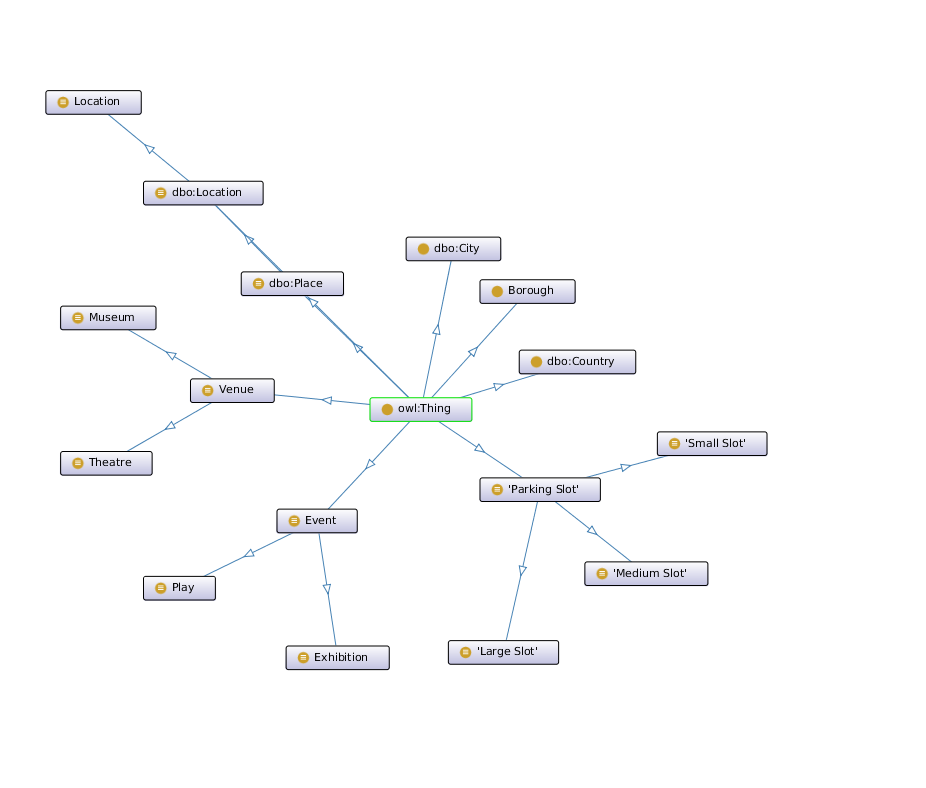 Location
dbo:Location
dbo:City
dbo:Place
Borough
Museum
dbo:Country
Venue
owl:Thing
'Small Slot'
Theatre
'Parking Slot'
Event
'Medium Slot'
Play
'Large Slot'
Exhibition